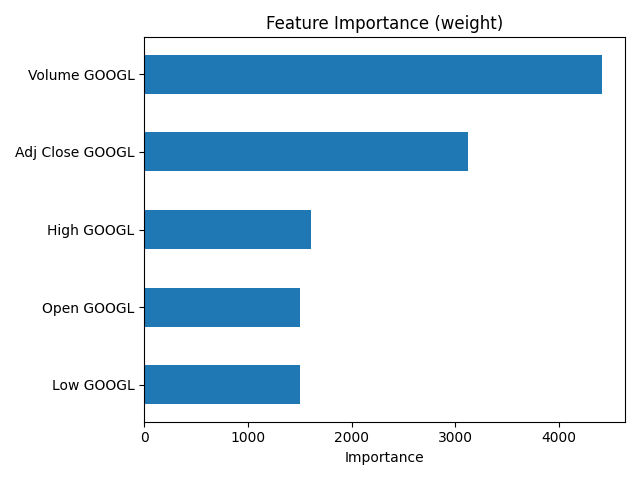 Feature Importance (weight)
Volume GOOGL
Adj Close GOOGL
High GOOGL
Open GOOGL
Low GOOGL
0 1000 2000 3000 4000
Importance